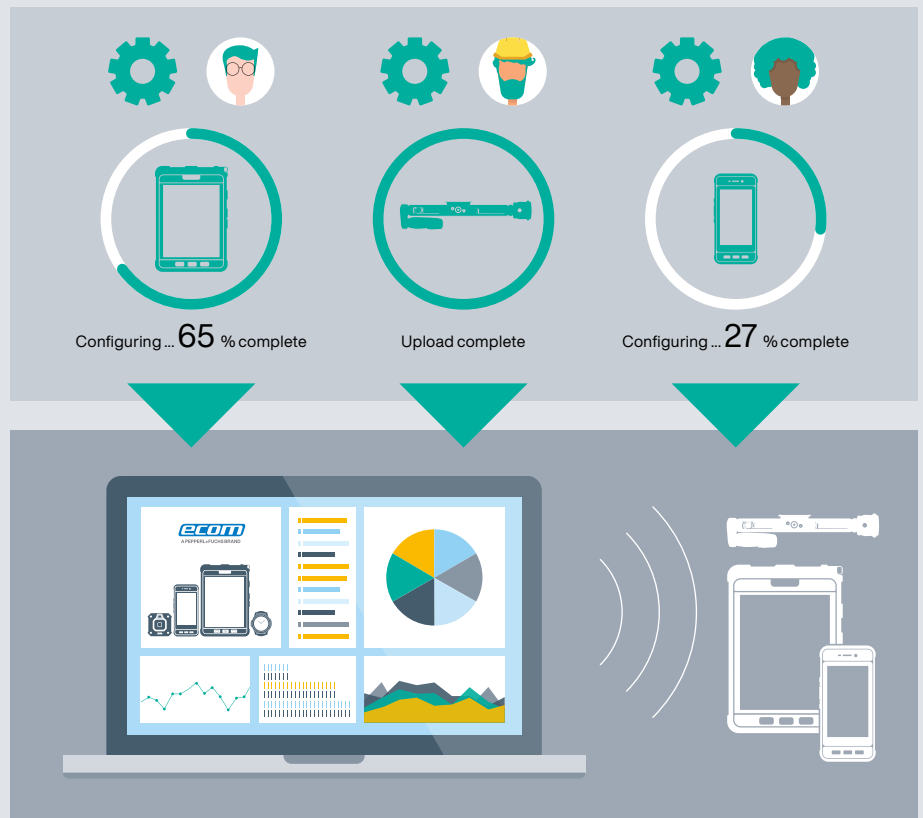 Configuring ... 65 % complete
Upload complete
Configuring ... 27 % complete
ecom
A PEPPERL+FUCHS BRAND